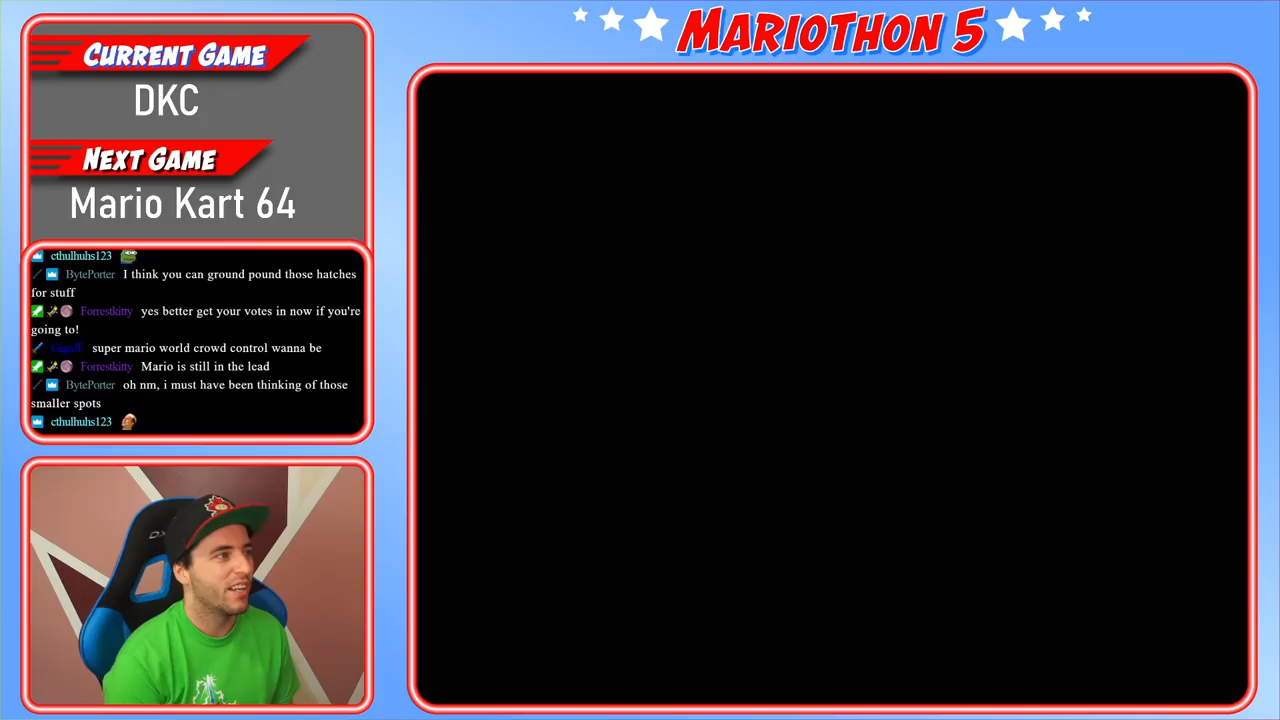 CURRENT GAME
DKC
NEXT GAME
Mario Kart 64
MARIOTHON 5
cthulhuhs123
BytePorter I think you can ground pound those hatches
for stuff
Forrestkitty yes better get your votes in now if you're
going to!
super mario world crowd control wanna be
Forrestkitty Mario is still in the lead
BytePorter oh nm, i must have been thinking of those
smaller spots
cthulhuhs123